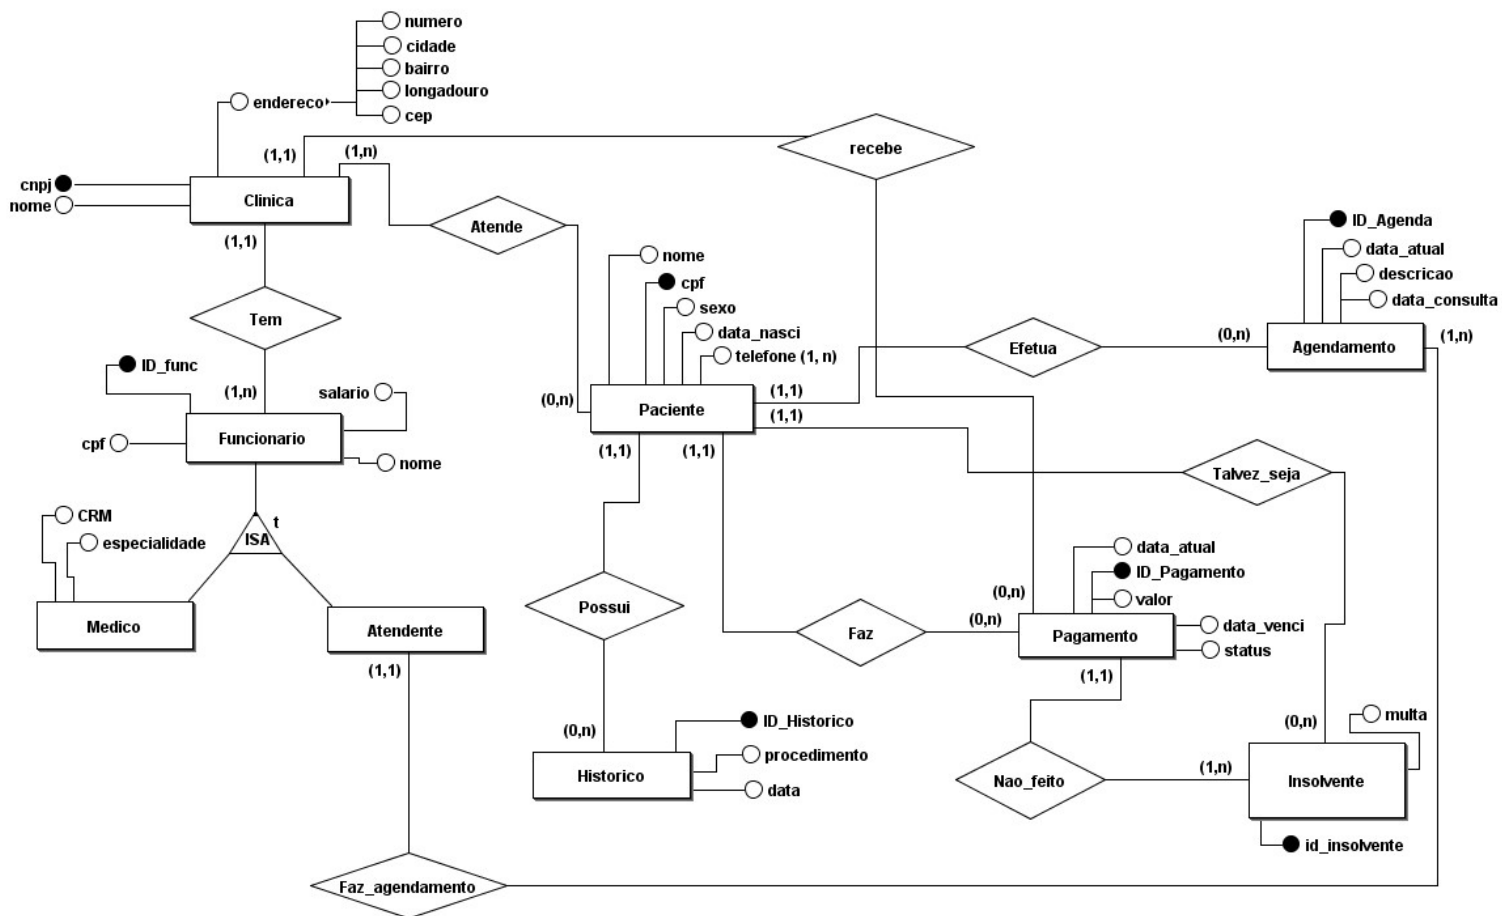 numero
cidade
bairro
longadouro
endereco
cep
(1,1)
(1,n)
recebe
cnpj
nome
Clinica
Atende
(1,1)
ID_Agenda
data_atual
descricao
data_consulta
nome
cpf
sexo
data_nasci
telefone (1, n)
Tem
Efetua
(0,n)
Agendamento
(1,n)
ID_func
salario
(1,n)
(0,n)
Paciente
(1,1)
(1,1)
cpf
Funcionario
nome
(1,1)
(1,1)
Talvez_seja
CRM
especialidade
t
ISA
data_atual
ID_Pagamento
valor
(0,n)
data_venci
status
Medico
Atendente
Possui
Faz
(0,n)
Pagamento
(1,1)
(1,1)
(0,n)
ID_Historico
procedimento
data
Historico
(0,n)
multa
Nao_feito
(1,n)
Insolvente
id_insolvente
Faz_agendamento